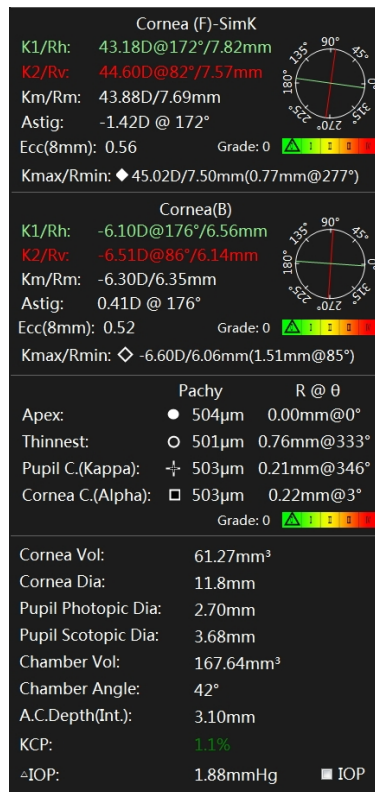 Cornea (F)-SimK
K1/Rh: 43.18D@172°/7.82mm
K2/Rv: 44.60D@82°/7.57mm
Km/Rm: 43.88D/7.69mm
Astig: -1.42D @ 172°
Ecc(8mm): 0.56 Grade: 0
Kmax/Rmin: ◆ 45.02D/7.50mm(0.77mm@277°)
90°
135° 45°
180° 0°
225° 315°
270°
Cornea(B)
K1/Rh: -6.10D@176°/6.56mm
K2/Rv: -6.51D@86°/6.14mm
Km/Rm: -6.30D/6.35mm
Astig: 0.41D @ 176°
Ecc(8mm): 0.52 Grade: 0
Kmax/Rmin: ◇ -6.60D/6.06mm(1.51mm@85°)
90°
135° 45°
180° 0°
225° 315°
270°
Pachy R @ θ
Apex: 504μm 0.00mm@0°
Thinnest: 501μm 0.76mm@333°
Pupil C.(Kappa): 503μm 0.21mm@346°
Cornea C.(Alpha): 503μm 0.22mm@3°
Grade: 0
Cornea Vol: 61.27mm³
Cornea Dia: 11.8mm
Pupil Photopic Dia: 2.70mm
Pupil Scotopic Dia: 3.68mm
Chamber Vol: 167.64mm³
Chamber Angle: 42°
A.C.Depth(Int.): 3.10mm
KCP: 1.1%
△IOP: 1.88mmHg IOP